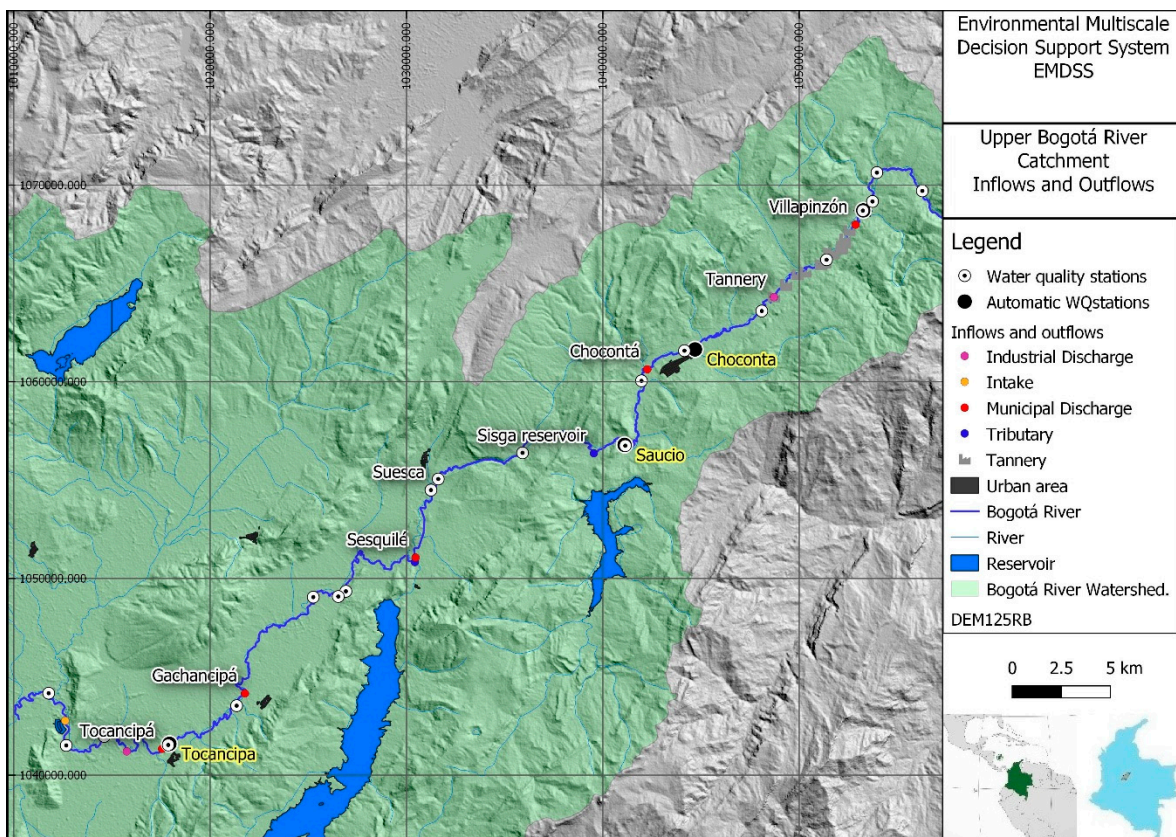 Environmental Multiscale
Decision Support System
EMDSS
Upper Bogotá River
Catchment
Inflows and Outflows
Legend
Water quality stations
Automatic WQstations
Inflows and outflows
Industrial Discharge
Intake
Municipal Discharge
Tributary
Tannery
Urban area
Bogotá River
River
Reservoir
Bogotá River Watershed.
DEM125RB
0 2.5 5 km
1010000.000
1020000.000
1030000.000
1040000.000
1050000.000
1070000.000
1060000.000
1050000.000
1040000.000
Villapinzón
Tannery
Chocontá
Choconta
Sisga reservoir
Saucio
Suesca
Sesquilé
Gachancipá
Tocancipá
Tocancipa